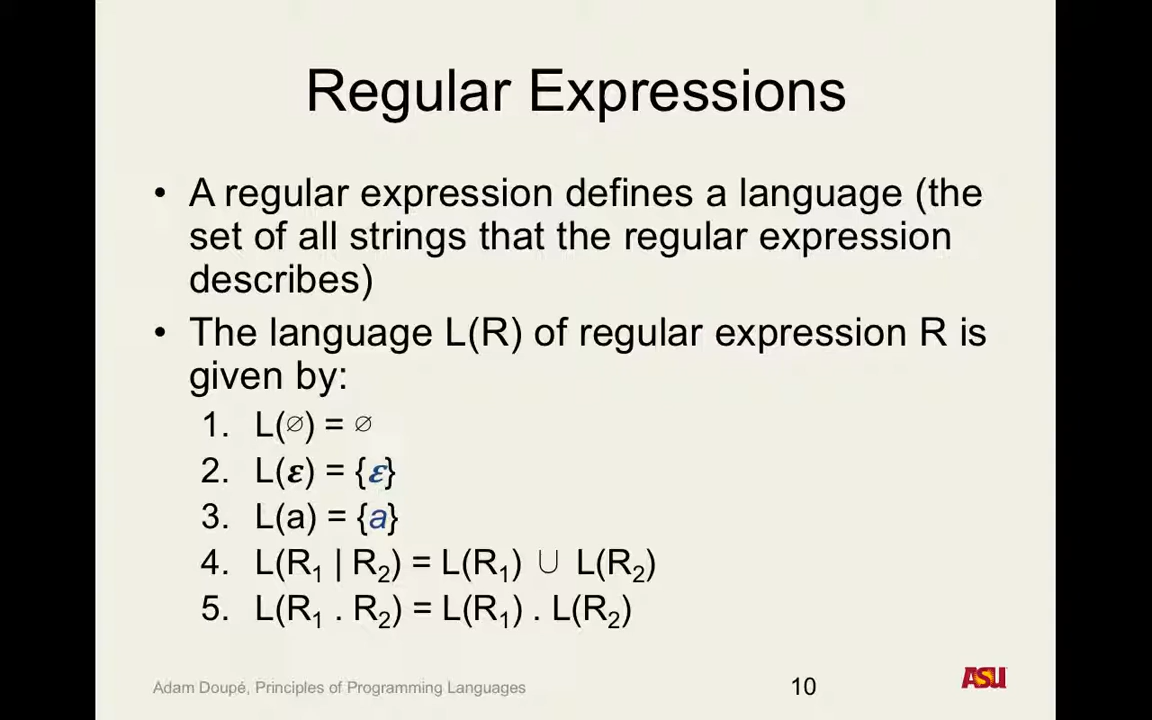 Regular Expressions
• A regular expression defines a language (the
set of all strings that the regular expression
describes)
• The language L(R) of regular expression R is
given by:
1. L(∅) = ∅
2. L(ε) = {ε}
3. L(a) = {a}
4. L(R₁ | R₂) = L(R₁) ∪ L(R₂)
5. L(R₁ . R₂) = L(R₁) . L(R₂)
Adam Doupé, Principles of Programming Languages
10
ASU